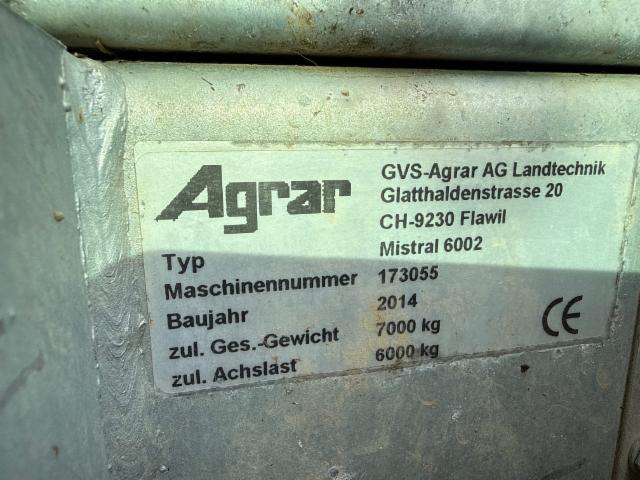 Agrar
GVS-Agrar AG Landtechnik
Glatthaldenstrasse 20
CH-9230 Flawil
Typ Mistral 6002
Maschinennummer 173055
Baujahr 2014
zul. Ges.-Gewicht 7000 kg
zul. Achslast 6000 kg
CE